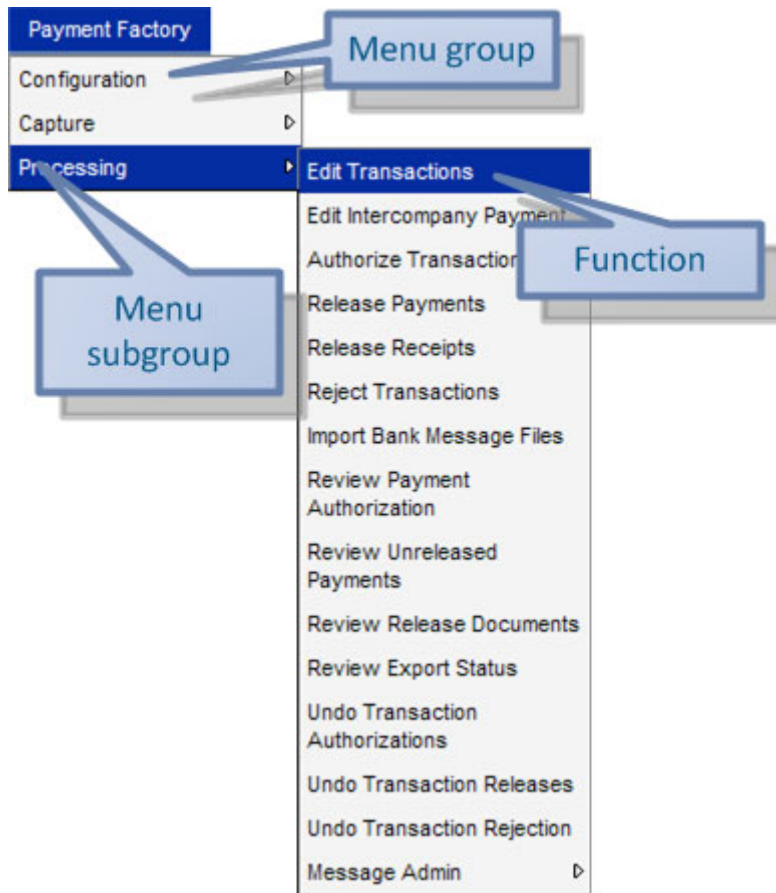 Payment Factory
Menu group
Configuration
Capture
Processing
Edit Transactions
Edit Intercompany Payment
Authorize Transaction
Function
Menu
subgroup
Release Payments
Release Receipts
Reject Transactions
Import Bank Message Files
Review Payment
Authorization
Review Unreleased
Payments
Review Release Documents
Review Export Status
Undo Transaction
Authorizations
Undo Transaction Releases
Undo Transaction Rejection
Message Admin